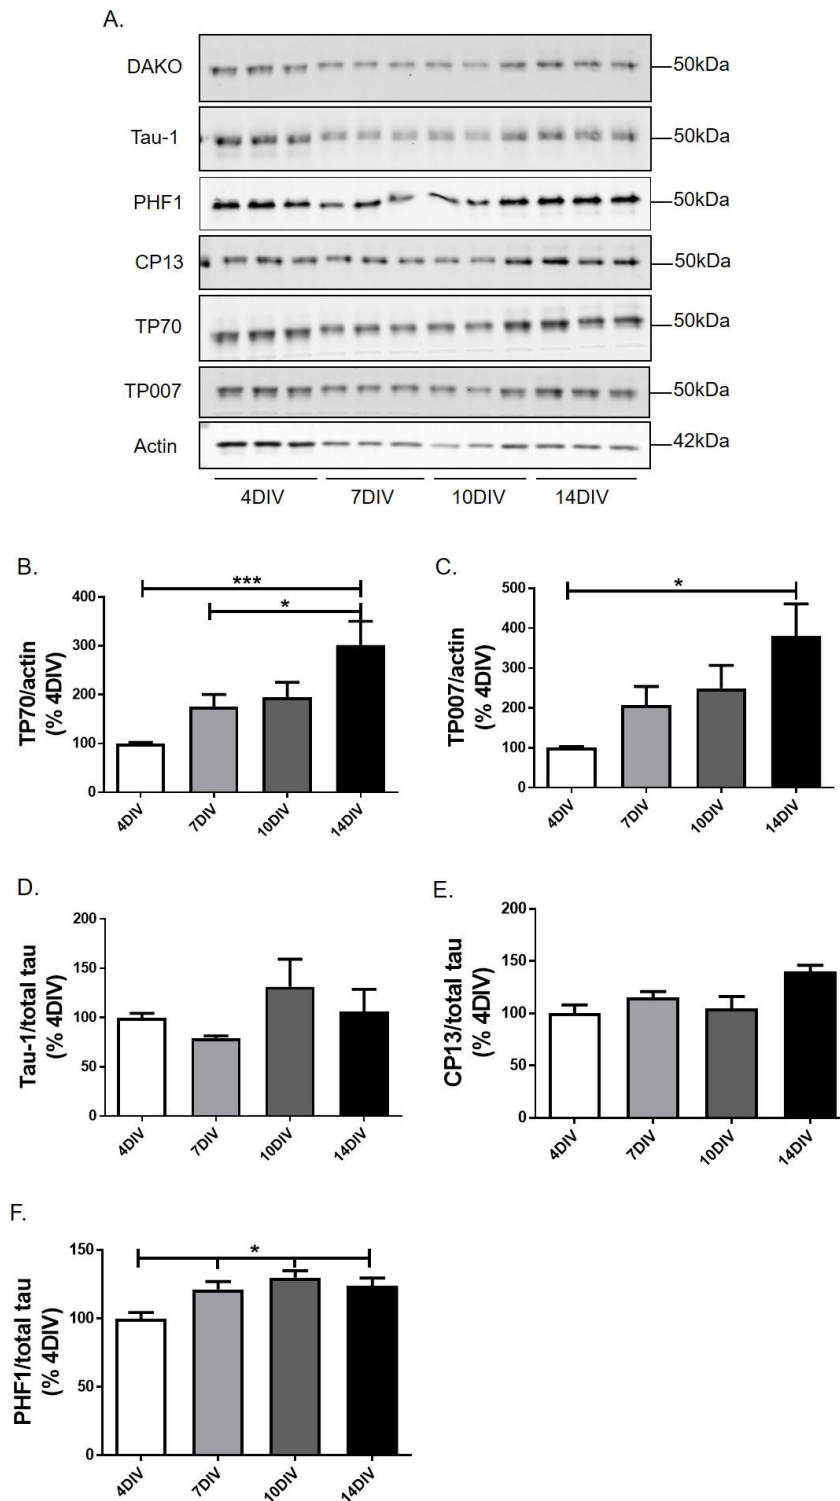 A.
DAKO
50kDa
Tau-1
50kDa
PHF1
50kDa
CP13
50kDa
TP70
50kDa
TP007
50kDa
Actin
42kDa
4DIV 7DIV 10DIV 14DIV
B.
TP70/actin
(% 4DIV)
400
300
200
100
0
***
*
4DIV 7DIV 10DIV 14DIV
C.
TP007/actin
(% 4DIV)
500
400
300
200
100
0
*
4DIV 7DIV 10DIV 14DIV
D.
Tau-1/total tau
(% 4DIV)
200
150
100
50
0
4DIV 7DIV 10DIV 14DIV
E.
CP13/total tau
(% 4DIV)
200
150
100
50
0
4DIV 7DIV 10DIV 14DIV
F.
PHF1/total tau
(% 4DIV)
150
100
50
0
*
4DIV 7DIV 10DIV 14DIV